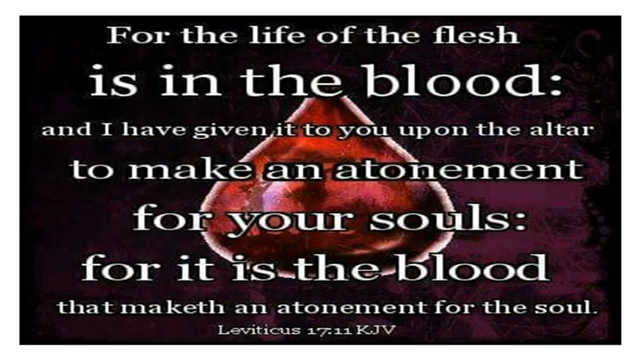 For the life of the flesh
is in the blood:
and I have given it to you upon the altar
to make an atonement
for your souls:
for it is the blood
that maketh an atonement for the soul.
Leviticus 17:11 KJV